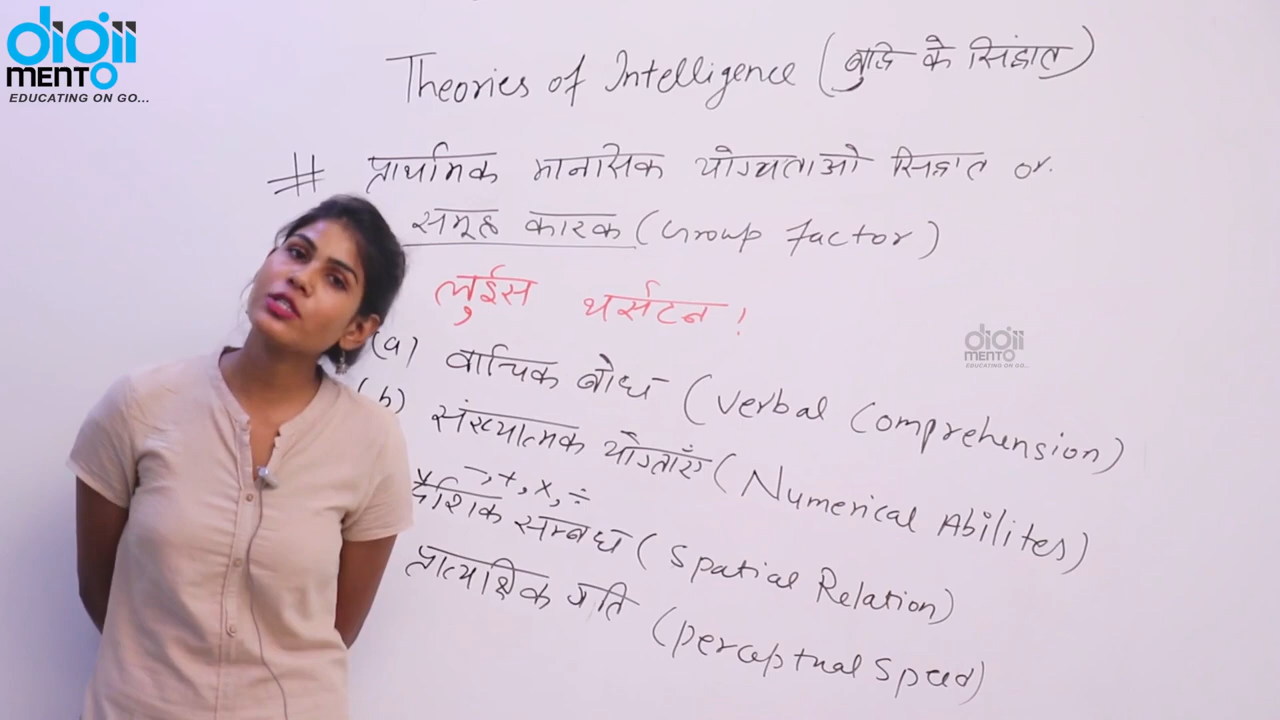 digii
MENTO
EDUCATING ON GO...
Theories of Intelligence (बुद्धि के सिद्धांत)
# प्राथमिक मानसिक योग्यताओ सिद्धात or.
समूह कारक (Group Factor)
लुईस थर्सटन!
(a) वाचिक बोध (Verbal Comprehension)
(b) संख्यात्मक योग्ताएँ (Numerical Abilites)
-, +, ×, ÷
दैशिक सम्बध (Spatial Relation)
प्रात्यक्षिक गति (perceptual Speed)
digii
MENTO
EDUCATING ON GO...